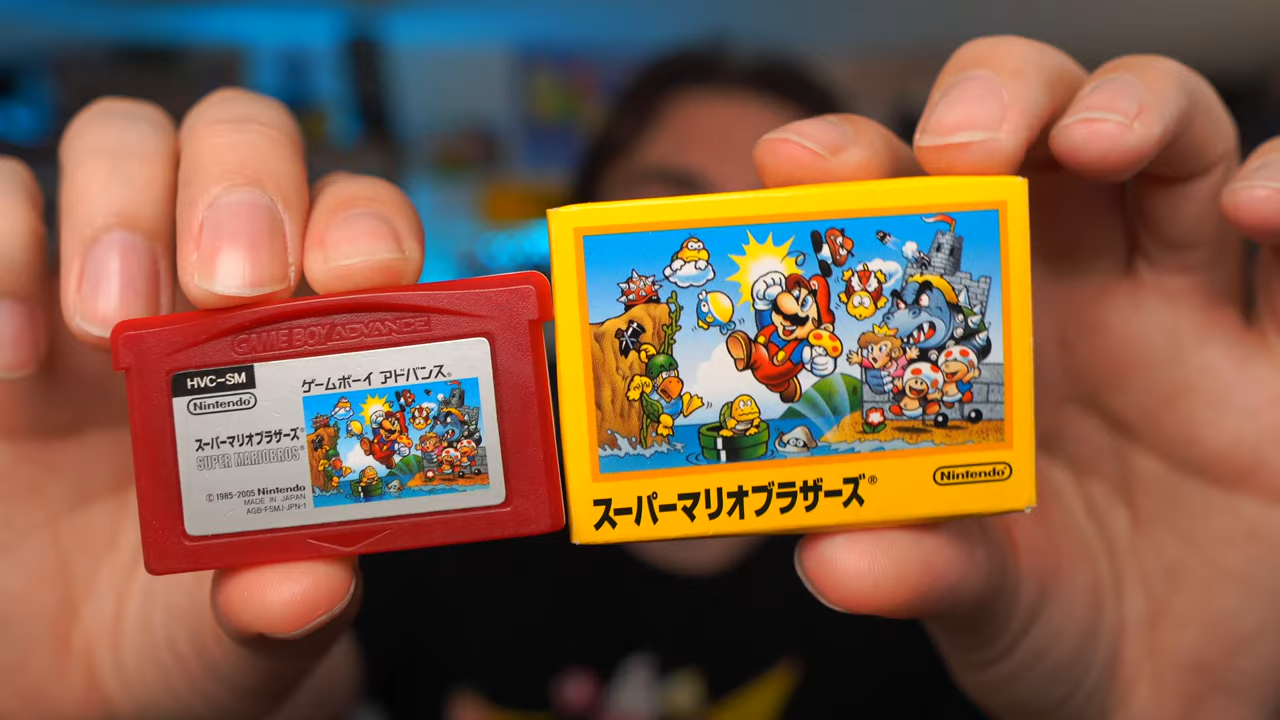 GAME BOY ADVANCE
HVC-SM
ゲームボーイ アドバンス®
Nintendo®
スーパーマリオブラザーズ®
SUPER MARIOBROS®
©1985-2005 Nintendo
MADE IN JAPAN
AGB-FSMJ-JPN-1
スーパーマリオブラザーズ®
Nintendo®